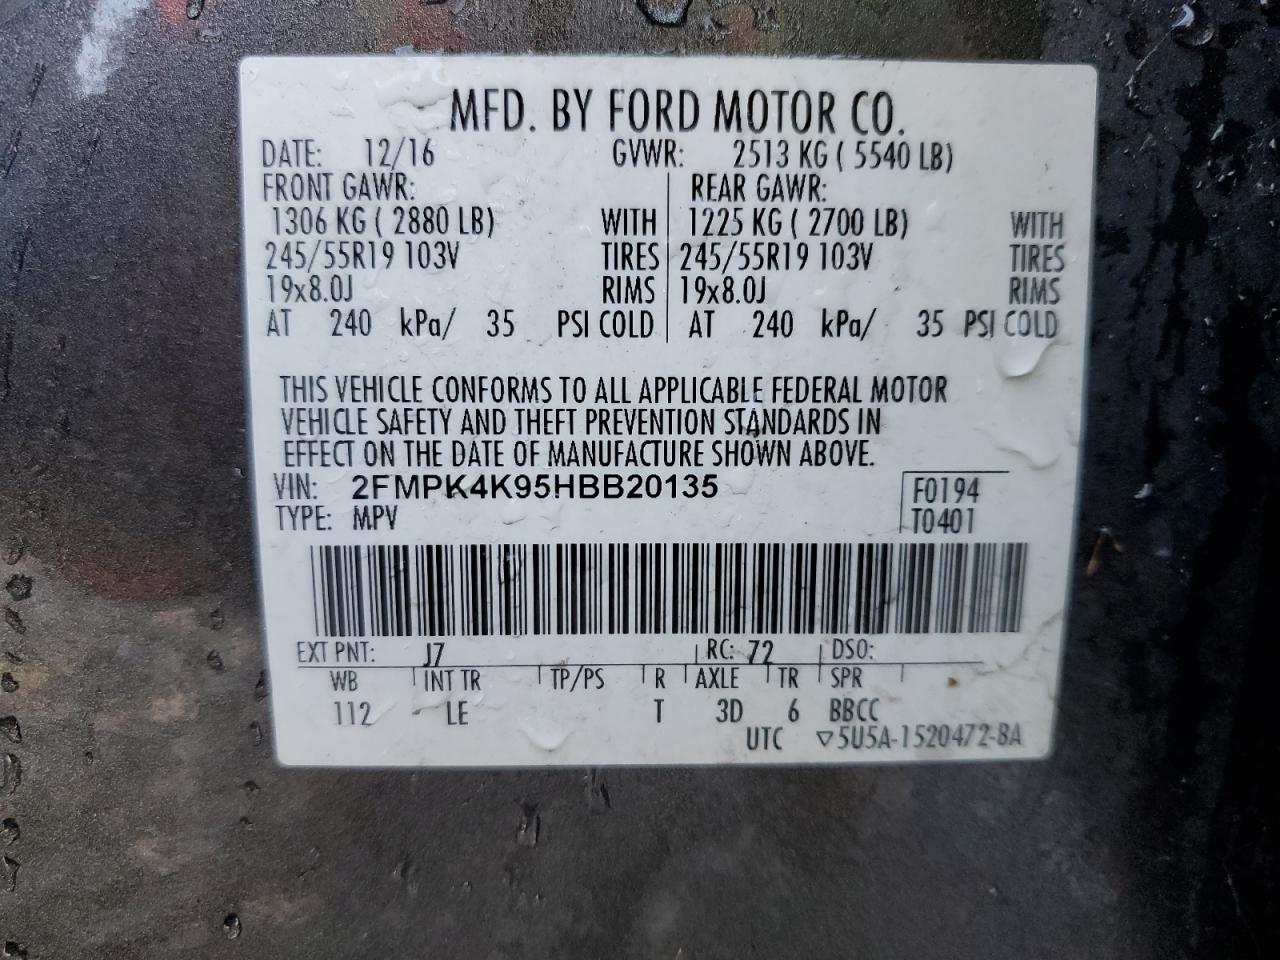 MFD. BY FORD MOTOR CO.
DATE: 12/16 GVWR: 2513 KG ( 5540 LB)
FRONT GAWR: REAR GAWR:
1306 KG ( 2880 LB) WITH 1225 KG ( 2700 LB) WITH
245/55R19 103V TIRES 245/55R19 103V TIRES
19x8.0J RIMS 19x8.0J RIMS
AT 240 kPa/ 35 PSI COLD AT 240 kPa/ 35 PSI COLD
THIS VEHICLE CONFORMS TO ALL APPLICABLE FEDERAL MOTOR
VEHICLE SAFETY AND THEFT PREVENTION STANDARDS IN
EFFECT ON THE DATE OF MANUFACTURE SHOWN ABOVE.
VIN: 2FMPK4K95HBB20135 F0194
TYPE: MPV T0401
EXT PNT: J7 RC: 72 DSO:
WB INT TR TP/PS R AXLE TR SPR
112 LE T 3D 6 BBCC
UTC ▽5U5A-1520472-BA